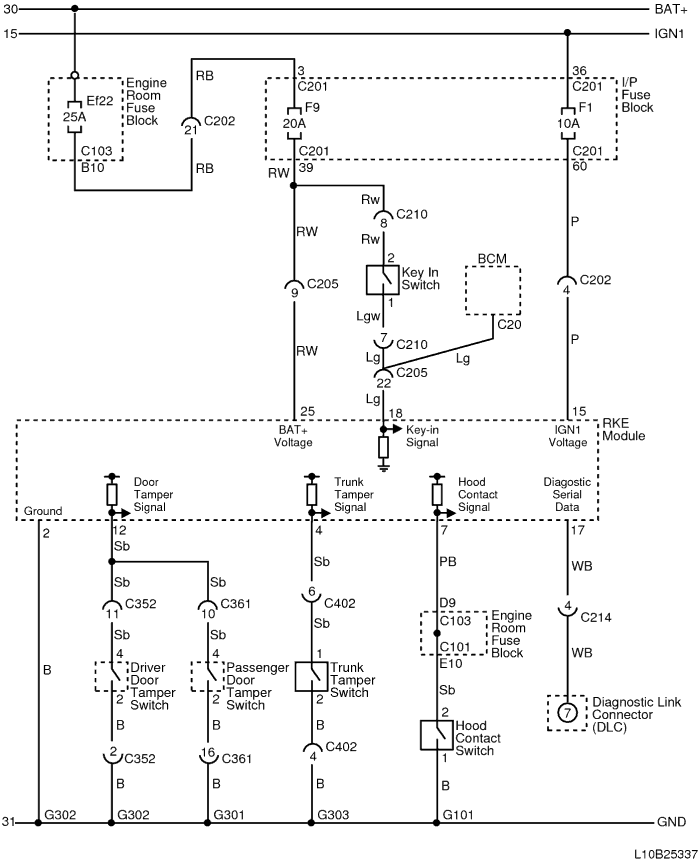 30 BAT+
15 IGN1
Engine
Room
Fuse
Block
Ef22
25A
C103
B10
RB
C202
21
RB
3
C201
F9
20A
C201
39
36
C201
F1
10A
C201
60
I/P
Fuse
Block
RW
RW
C205
9
RW
Rw
C210
8
Rw
2
Key In
Switch
1
Lgw
7
C210
Lg
C205
22
Lg
BCM
C20
Lg
P
C202
4
P
25
18
15
RKE
Module
BAT+
Voltage
Key-in
Signal
IGN1
Voltage
Ground
Door
Tamper
Signal
Trunk
Tamper
Signal
Hood
Contact
Signal
Diagostic
Serial
Data
2
12
4
7
17
B
Sb
Sb
C352
11
Sb
4
Driver
Door
Tamper
Switch
2
B
2
C352
B
Sb
C361
10
Sb
4
Passenger
Door
Tamper
Switch
2
B
16
C361
B
Sb
6
C402
Sb
1
Trunk
Tamper
Switch
2
B
C402
4
B
PB
D9
C103
C101
E10
Engine
Room
Fuse
Block
Sb
2
Hood
Contact
Switch
1
B
WB
4
C214
WB
7
Diagnostic Link
Connector
(DLC)
31 G302 G302 G301 G303 G101 GND
L10B25337